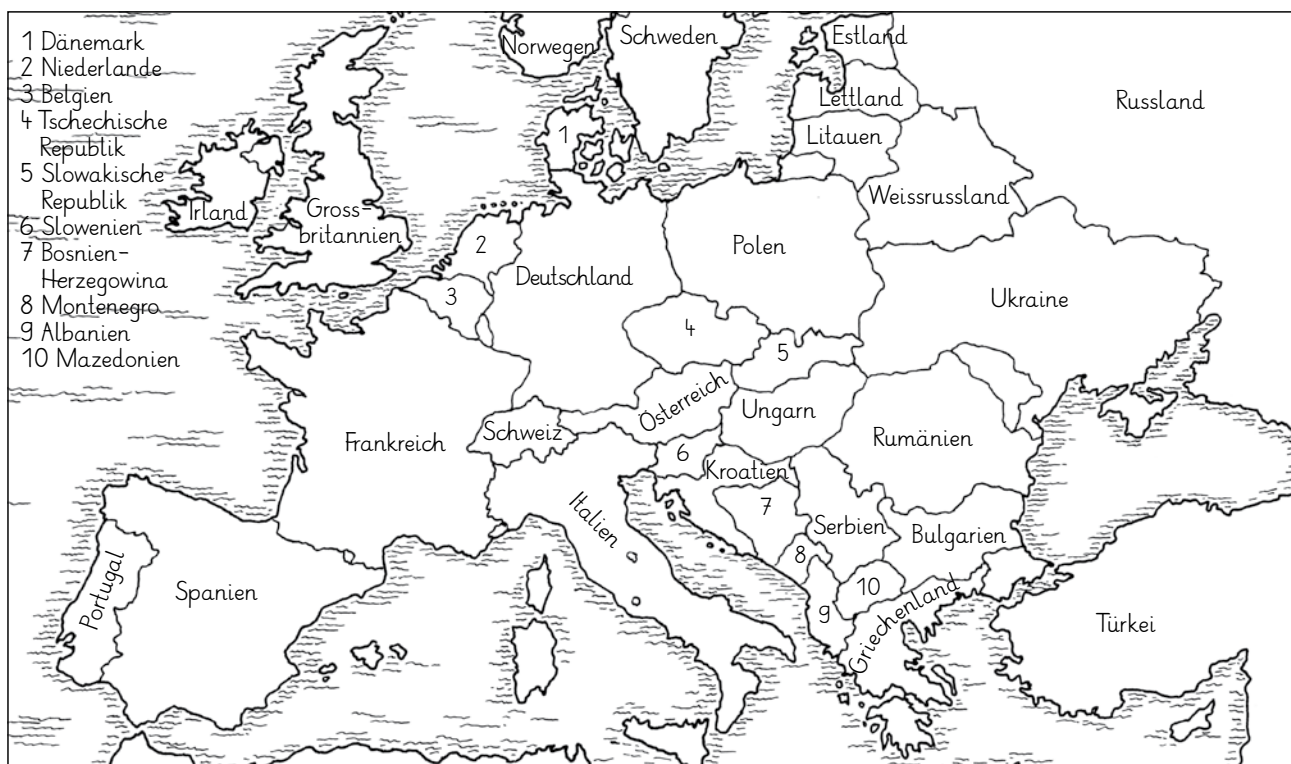 1 Dänemark
2 Niederlande
3 Belgien
4 Tschechische
Republik
5 Slowakische
Republik
6 Slowenien
7 Bosnien-
Herzegowina
8 Montenegro
9 Albanien
10 Mazedonien
Norwegen
Schweden
Estland
Lettland
Russland
1
Litauen
Weissrussland
Irland
Gross-
britannien
2
Polen
Deutschland
3
Ukraine
4
5
Österreich
Ungarn
Schweiz
Frankreich
Rumänien
6
Kroatien
Italien
7
Serbien
Bulgarien
8
10
Portugal
Spanien
9
Griechenland
Türkei